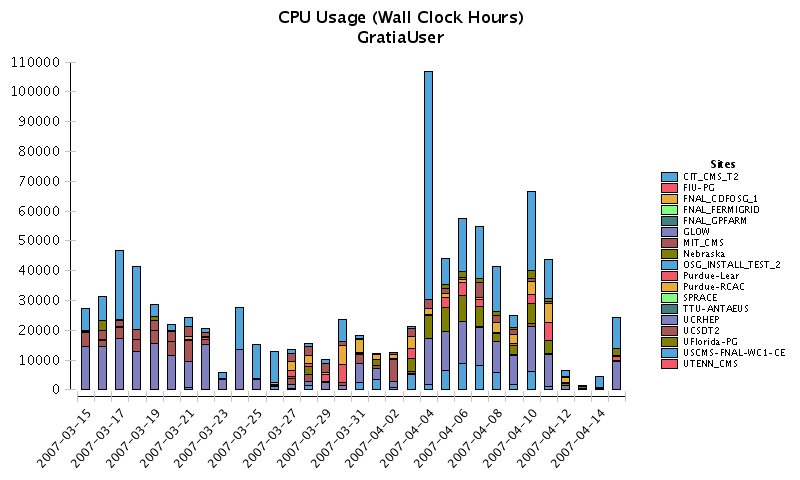 CPU Usage (Wall Clock Hours)
GratiaUser
110000
100000
90000
80000
70000
60000
50000
40000
30000
20000
10000
0
2007-03-15
2007-03-17
2007-03-19
2007-03-21
2007-03-23
2007-03-25
2007-03-27
2007-03-29
2007-03-31
2007-04-02
2007-04-04
2007-04-06
2007-04-08
2007-04-10
2007-04-12
2007-04-14
Sites
CIT_CMS_T2
FIU-PG
FNAL_CDFOSG_1
FNAL_FERMIGRID
FNAL_GPFARM
GLOW
MIT_CMS
Nebraska
OSG_INSTALL_TEST_2
Purdue-Lear
Purdue-RCAC
SPRACE
TTU-ANTAEUS
UCRHEP
UCSDT2
UFlorida-PG
USCMS-FNAL-WC1-CE
UTENN_CMS